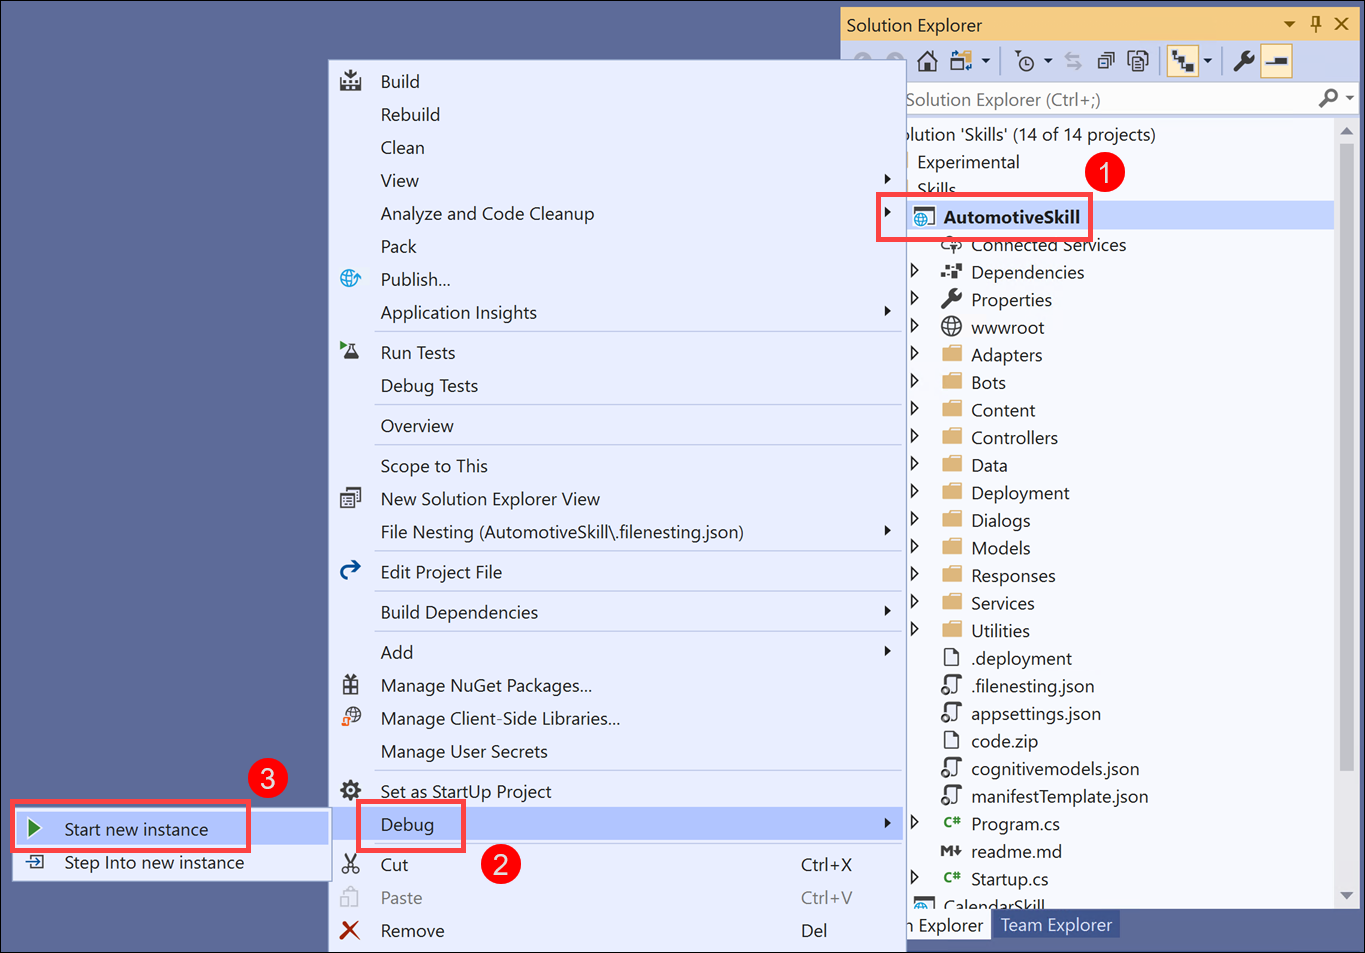 Solution Explorer
Solution Explorer (Ctrl+;)
olution 'Skills' (14 of 14 projects)
Experimental
Skills
1
AutomotiveSkill
Connected Services
Dependencies
Properties
wwwroot
Adapters
Bots
Content
Controllers
Data
Deployment
Dialogs
Models
Responses
Services
Utilities
.deployment
.filenesting.json
appsettings.json
code.zip
cognitivemodels.json
manifestTemplate.json
C# Program.cs
M↓ readme.md
C# Startup.cs
CalendarSkill
n Explorer
Team Explorer
Build
Rebuild
Clean
View
Analyze and Code Cleanup
Pack
Publish...
Application Insights
Run Tests
Debug Tests
Overview
Scope to This
New Solution Explorer View
File Nesting (AutomotiveSkill\.filenesting.json)
Edit Project File
Build Dependencies
Add
Manage NuGet Packages...
Manage Client-Side Libraries...
Manage User Secrets
Set as StartUp Project
Debug
2
Cut Ctrl+X
Paste Ctrl+V
Remove Del
3
Start new instance
Step Into new instance